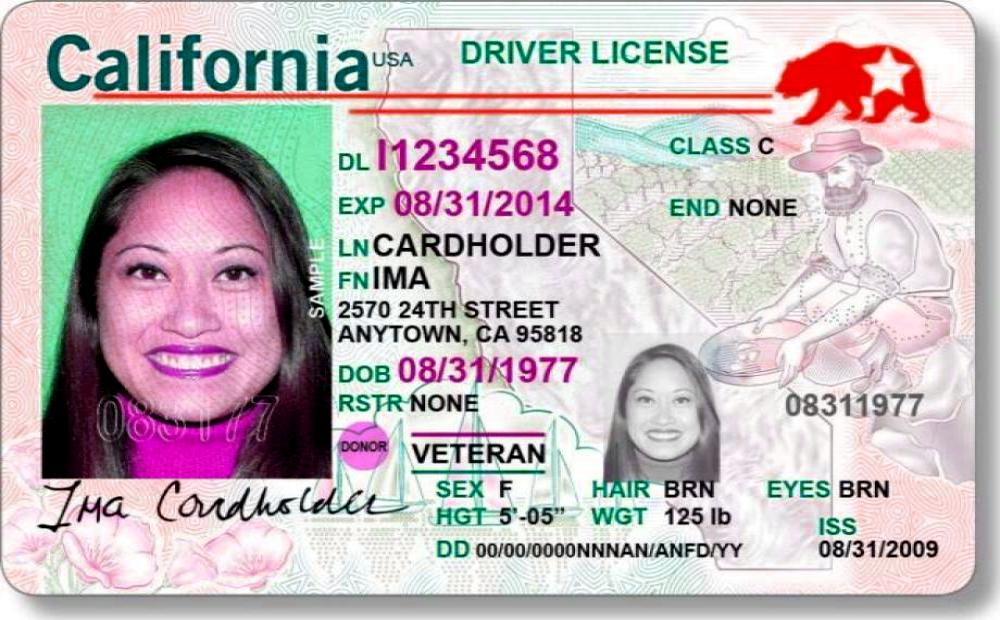 California USA DRIVER LICENSE
DL I1234568 CLASS C
EXP 08/31/2014 END NONE
LN CARDHOLDER
FN IMA
2570 24TH STREET
ANYTOWN, CA 95818
DOB 08/31/1977
RSTR NONE
08311977
SAMPLE
083177
DONOR VETERAN
Ima Cardholder
SEX F HAIR BRN EYES BRN
HGT 5'-05" WGT 125 lb
ISS
DD 00/00/0000NNNAN/ANFD/YY 08/31/2009